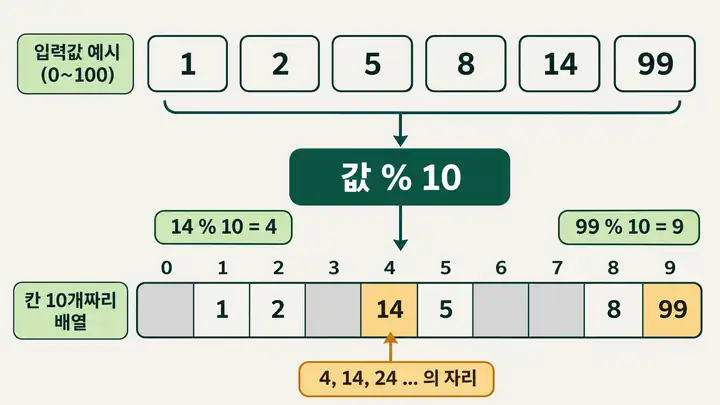 입력값 예시
(0~100)
1 2 5 8 14 99
값 % 10
14 % 10 = 4
99 % 10 = 9
0 1 2 3 4 5 6 7 8 9
칸 10개짜리
배열
1 2 14 5 8 99
4, 14, 24 ... 의 자리